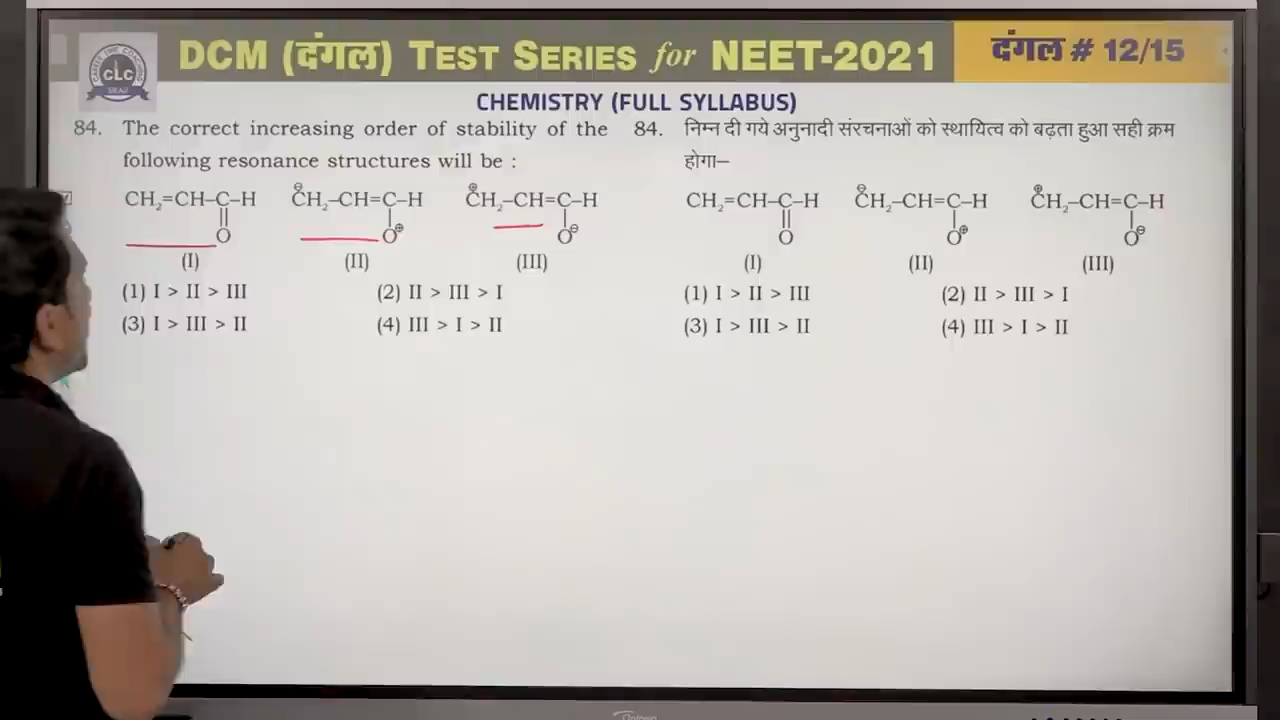 DCM (दंगल) TEST SERIES for NEET-2021
दंगल # 12/15
CLC
SIKAR
CHEMISTRY (FULL SYLLABUS)
84. The correct increasing order of stability of the
following resonance structures will be :
CH₂=CH–C–H ⊖CH₂–CH=C–H ⊕CH₂–CH=C–H
|| | |
O O⊕ O⊖
(I) (II) (III)
(1) I > II > III (2) II > III > I
(3) I > III > II (4) III > I > II
84. निम्न दी गये अनुनादी संरचनाओं को स्थायित्व को बढ़ता हुआ सही क्रम
होगा–
CH₂=CH–C–H ⊖CH₂–CH=C–H ⊕CH₂–CH=C–H
|| | |
O O⊕ O⊖
(I) (II) (III)
(1) I > II > III (2) II > III > I
(3) I > III > II (4) III > I > II